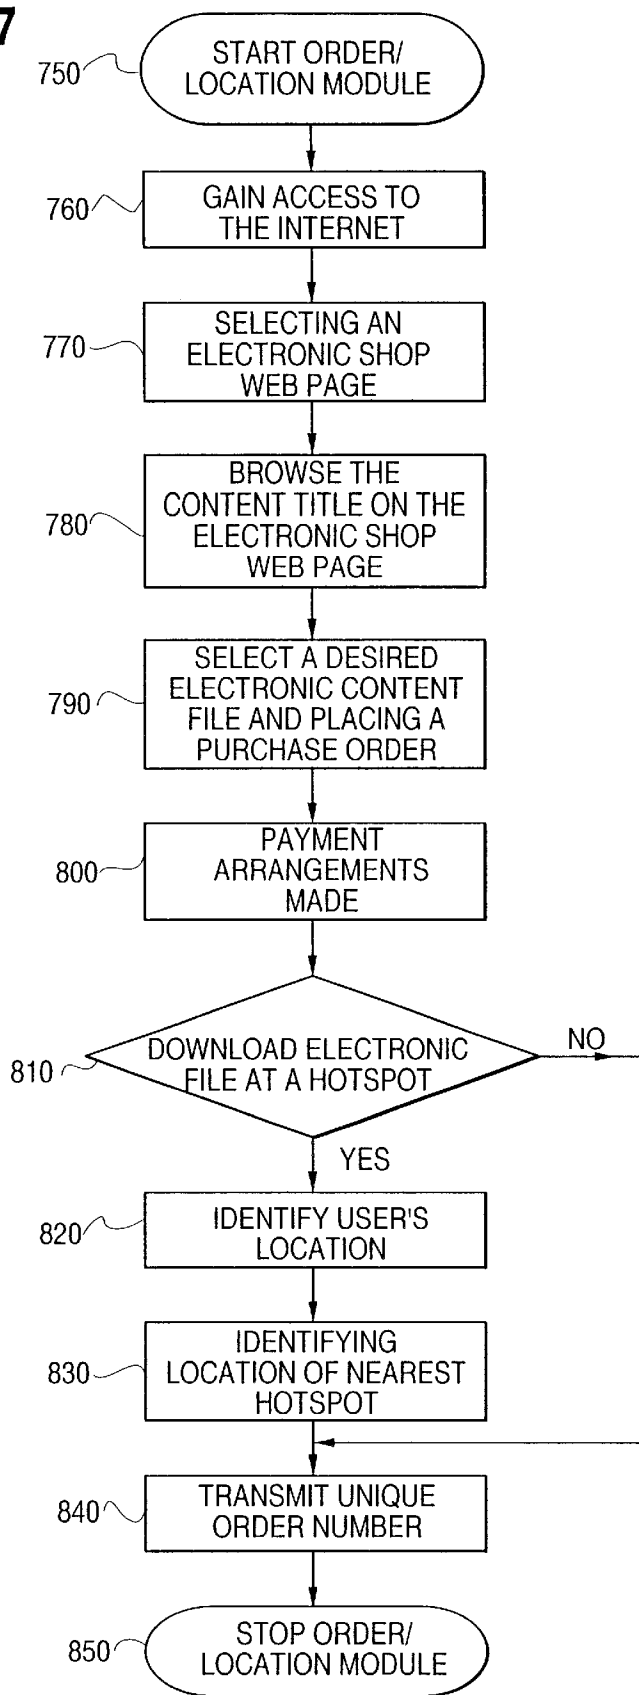 7
750
START ORDER/
LOCATION MODULE
760
GAIN ACCESS TO
THE INTERNET
770
SELECTING AN
ELECTRONIC SHOP
WEB PAGE
780
BROWSE THE
CONTENT TITLE ON THE
ELECTRONIC SHOP
WEB PAGE
790
SELECT A DESIRED
ELECTRONIC CONTENT
FILE AND PLACING A
PURCHASE ORDER
800
PAYMENT
ARRANGEMENTS
MADE
810
DOWNLOAD ELECTRONIC
FILE AT A HOTSPOT
NO
YES
820
IDENTIFY USER'S
LOCATION
830
IDENTIFYING
LOCATION OF NEAREST
HOTSPOT
840
TRANSMIT UNIQUE
ORDER NUMBER
850
STOP ORDER/
LOCATION MODULE